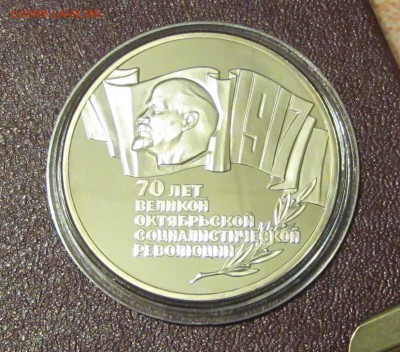 1917
70 ЛЕТ
ВЕЛИКОЙ
ОКТЯБРЬСКОЙ
СОЦИАЛИСТИЧЕСКОЙ
РЕВОЛЮЦИИ